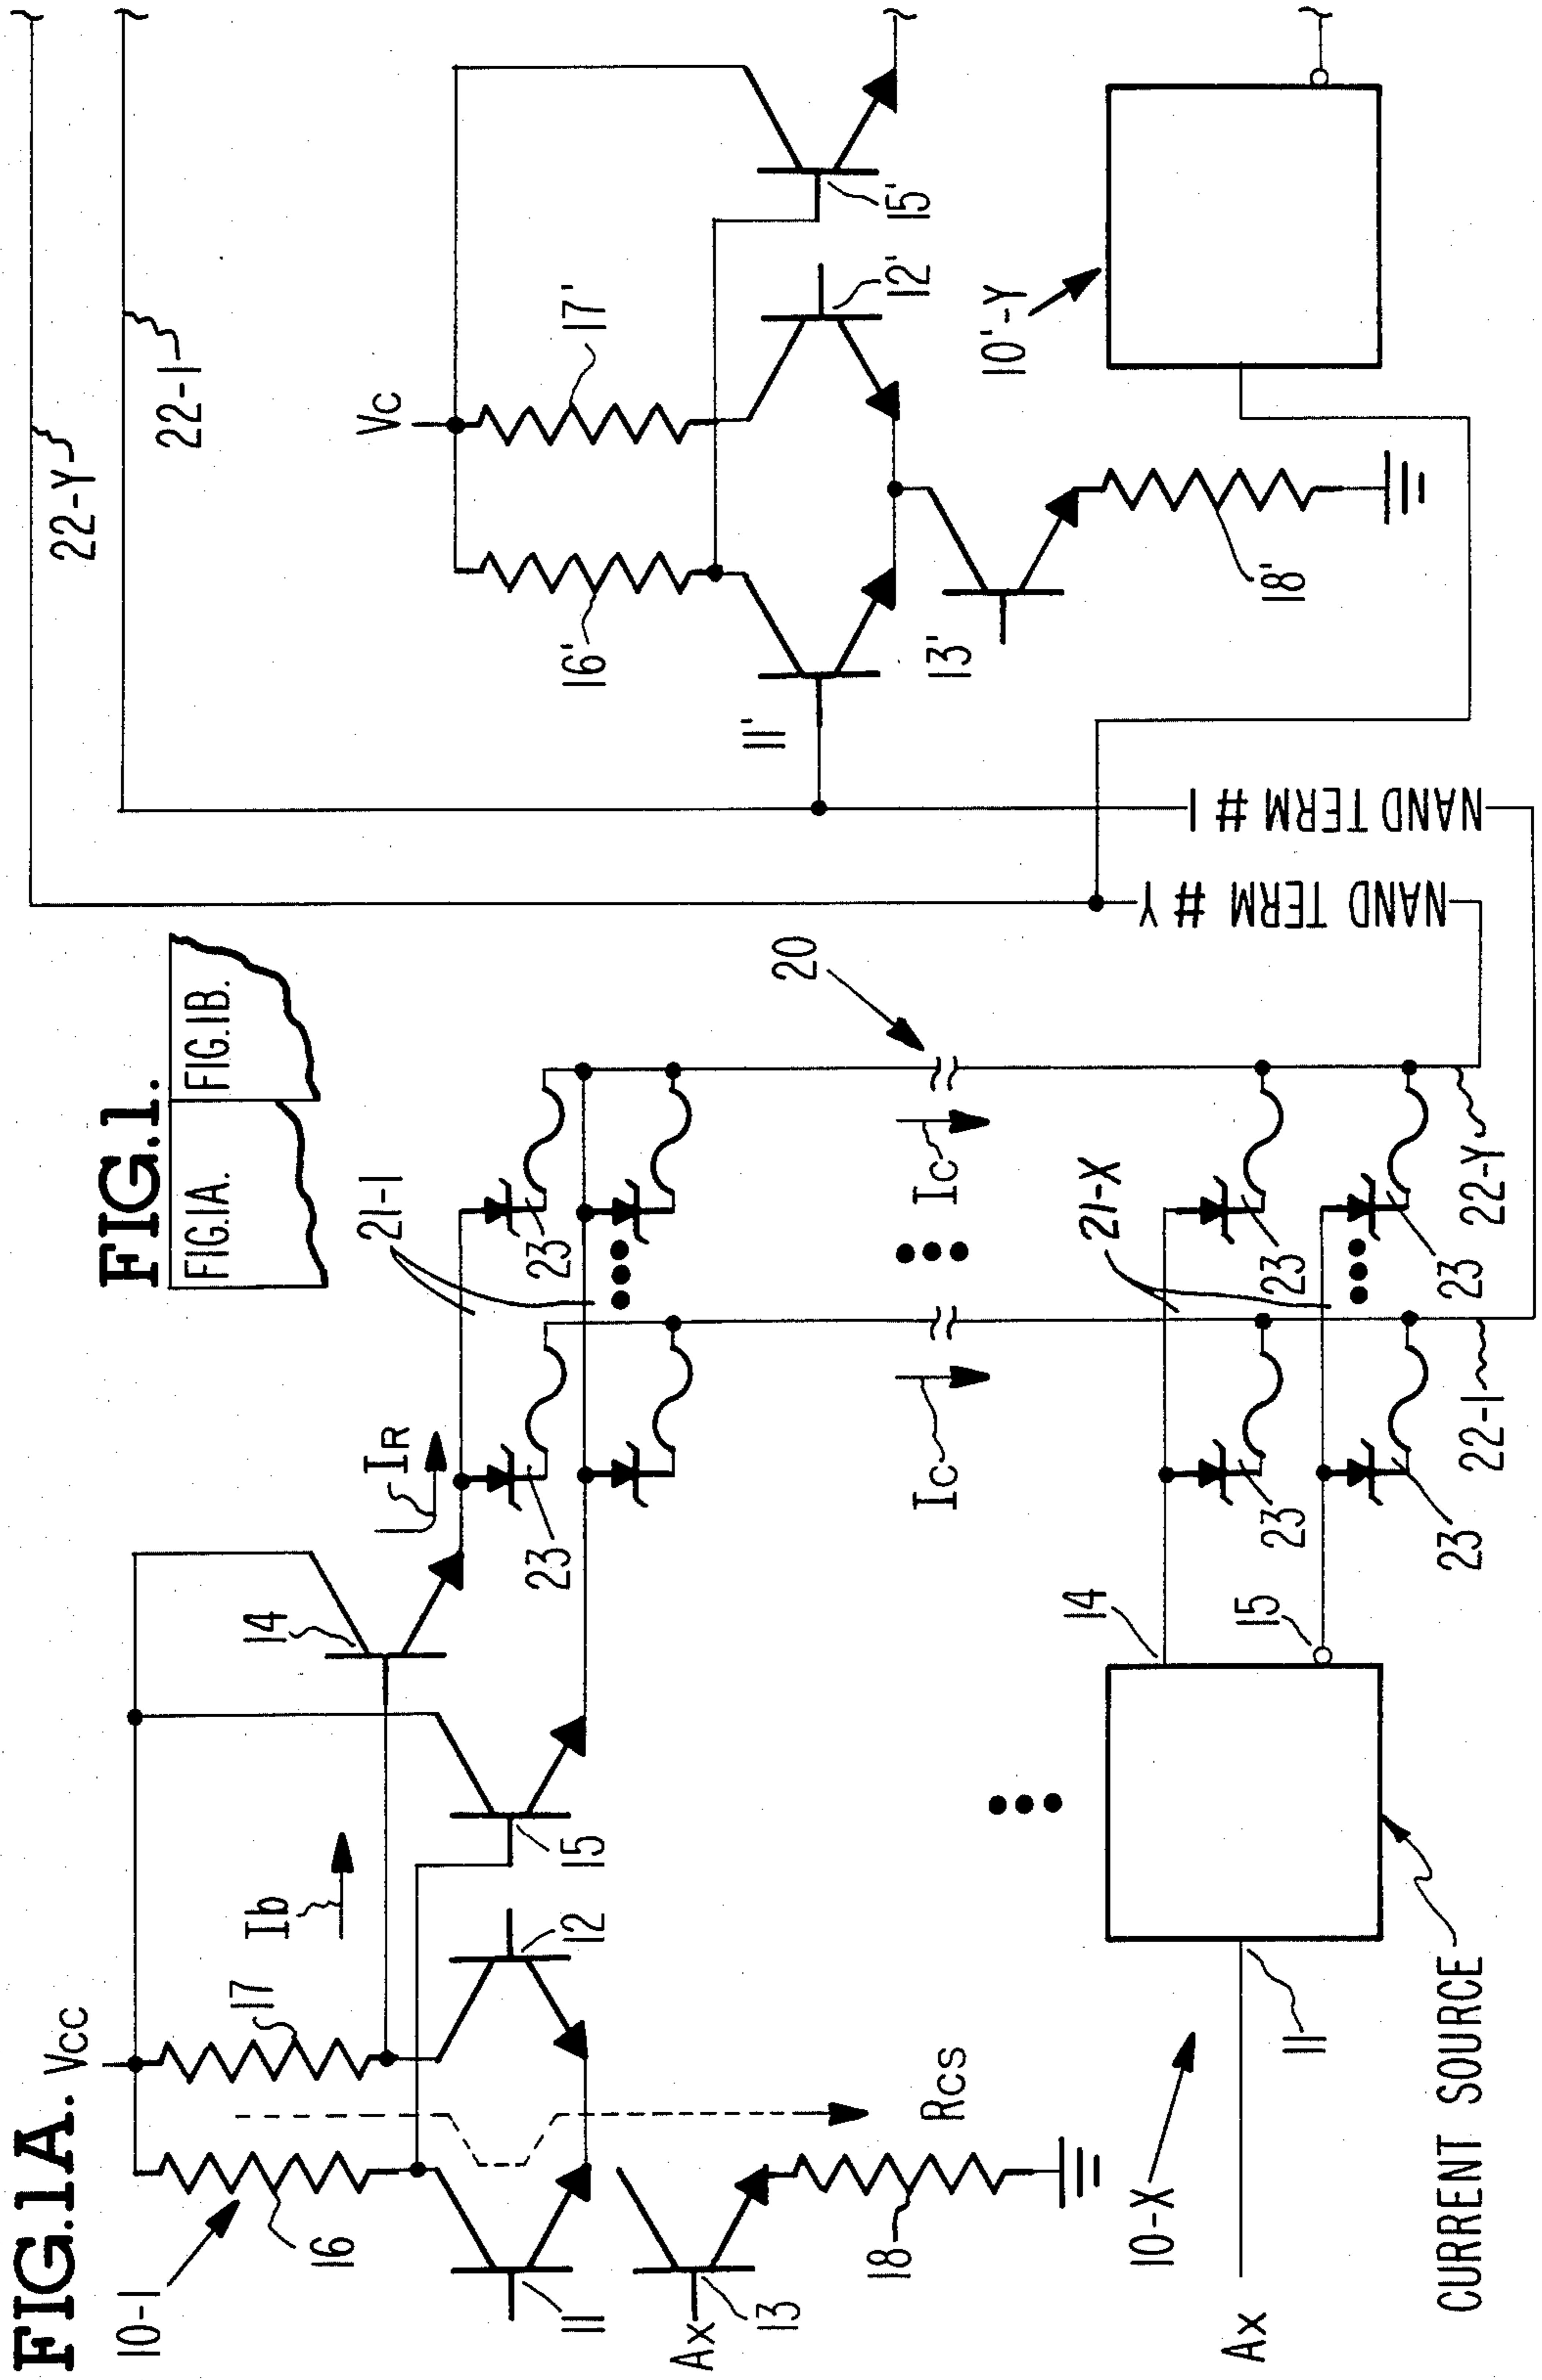 FIG.1A.
FIG.1.
FIG.1A.
FIG.1B.
10-1
VCC
16
17
Ib
14
15
12
11
AX
13
18
RCS
IR
23
23
21-1
20
IC
IC
10-X
AX
11
CURRENT SOURCE
14
15
21-X
23
23
23
23
22-1
22-Y
NAND TERM # Y
NAND TERM # 1
22-Y
22-1
VC
16'
17'
11'
12'
15'
13'
18'
10'-Y